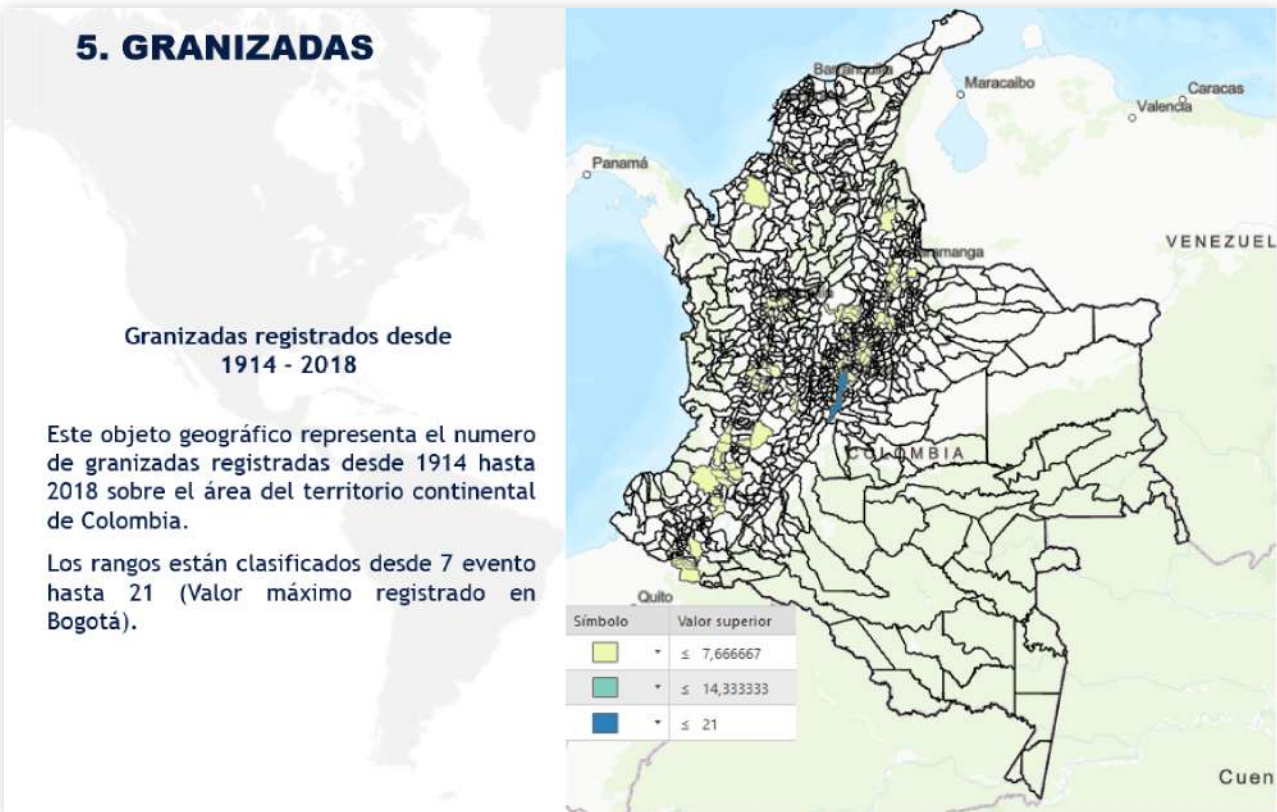 5. GRANIZADAS
Granizadas registrados desde
1914 - 2018
Este objeto geográfico representa el numero
de granizadas registradas desde 1914 hasta
2018 sobre el área del territorio continental
de Colombia.
Los rangos están clasificados desde 7 evento
hasta 21 (Valor máximo registrado en
Bogotá).
Maracaibo
Caracas
Valencia
Panamá
VENEZUEL
COLOMBIA
Quito
Cuen
Símbolo Valor superior
≤ 7,666667
≤ 14,333333
≤ 21